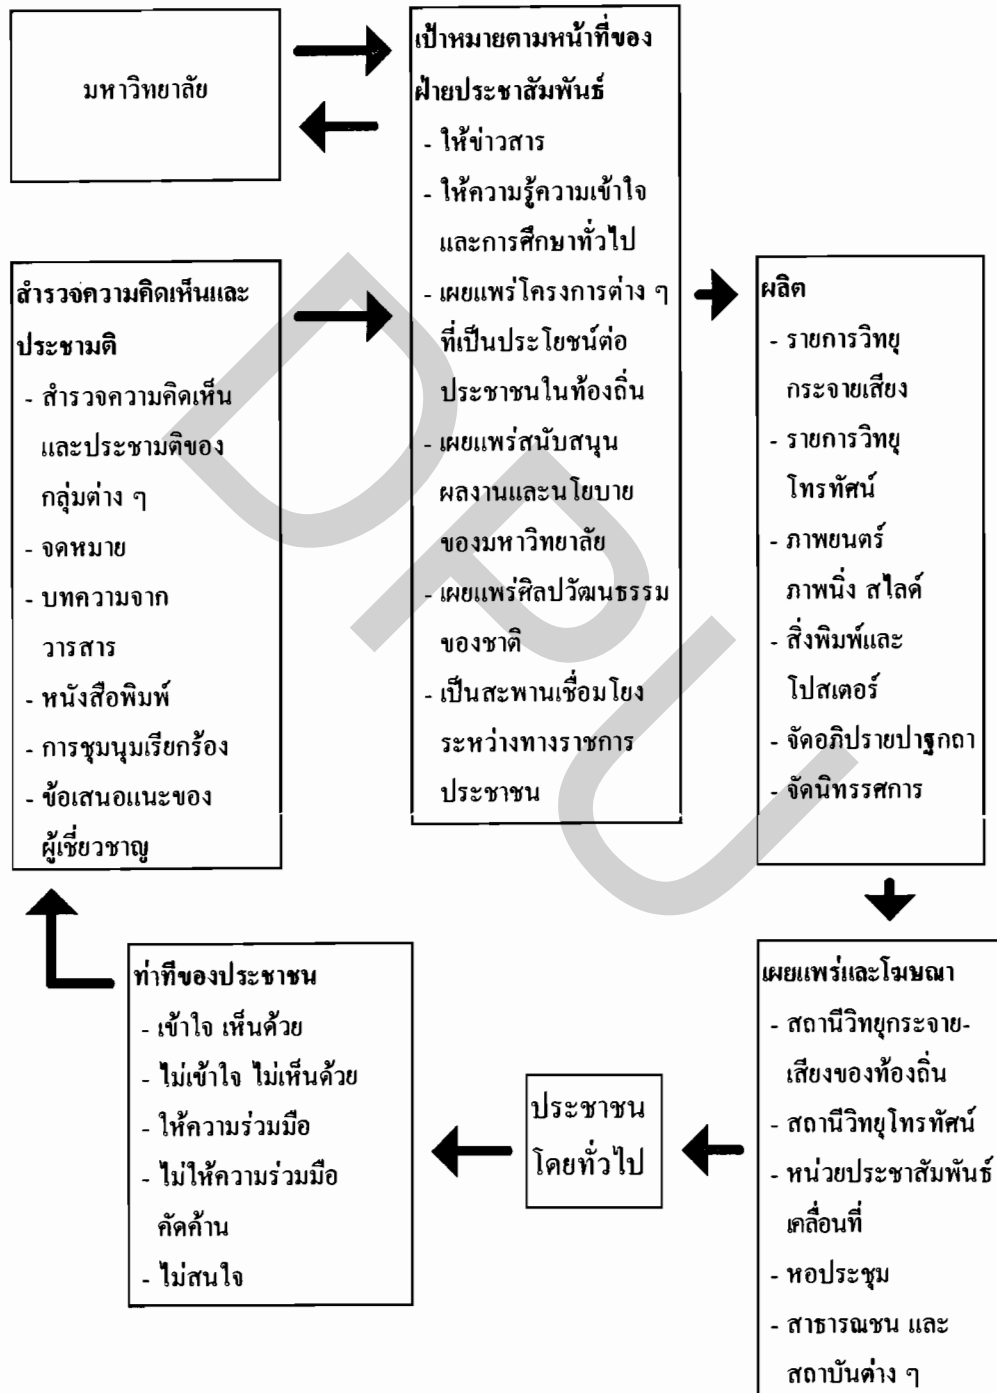 มหาวิทยาลัย
เป้าหมายตามหน้าที่ของ
ฝ่ายประชาสัมพันธ์
- ให้ข่าวสาร
- ให้ความรู้ความเข้าใจ
และการศึกษาทั่วไป
- เผยแพร่โครงการต่าง ๆ
ที่เป็นประโยชน์ต่อ
ประชาชนในท้องถิ่น
- เผยแพร่สนับสนุน
ผลงานและนโยบาย
ของมหาวิทยาลัย
- เผยแพร่ศิลปวัฒนธรรม
ของชาติ
- เป็นสะพานเชื่อมโยง
ระหว่างทางราชการ
ประชาชน
สำรวจความคิดเห็นและ
ประชามติ
- สำรวจความคิดเห็น
และประชามติของ
กลุ่มต่าง ๆ
- จดหมาย
- บทความจาก
วารสาร
- หนังสือพิมพ์
- การชุมนุมเรียกร้อง
- ข้อเสนอแนะของ
ผู้เชี่ยวชาญ
ผลิต
- รายการวิทยุ
กระจายเสียง
- รายการวิทยุ
โทรทัศน์
- ภาพยนตร์
ภาพนิ่ง สไลด์
- สิ่งพิมพ์และ
โปสเตอร์
- จัดอภิปรายปาฐกถา
- จัดนิทรรศการ
เผยแพร่และโฆษณา
- สถานีวิทยุกระจาย-
เสียงของท้องถิ่น
- สถานีวิทยุโทรทัศน์
- หน่วยประชาสัมพันธ์
เคลื่อนที่
- หอประชุม
- สาธารณชน และ
สถาบันต่าง ๆ
ประชาชน
โดยทั่วไป
ท่าทีของประชาชน
- เข้าใจ เห็นด้วย
- ไม่เข้าใจ ไม่เห็นด้วย
- ให้ความร่วมมือ
- ไม่ให้ความร่วมมือ
คัดค้าน
- ไม่สนใจ
DPU